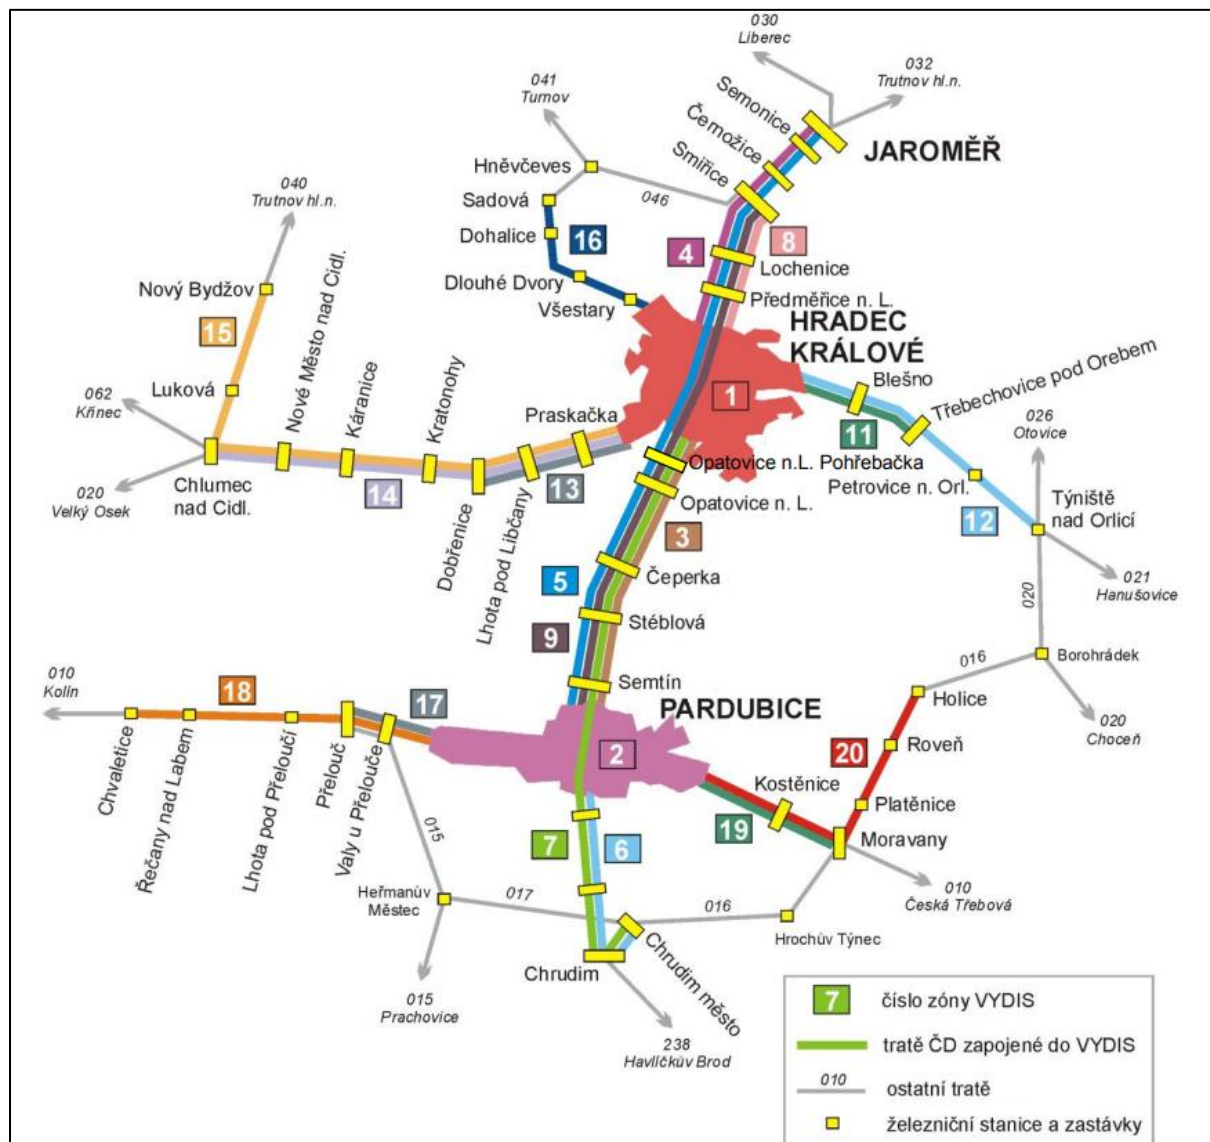 030
Liberec
032
Trutnov hl.n.
041
Turnov
Semonice
Černožice
Smiřice
JAROMĚŘ
Hněvčeves
046
040
Trutnov hl.n.
Sadová
Dohalice
16
4
8
Lochenice
Dlouhé Dvory
Všestary
Předměřice n. L.
Nový Bydžov
15
Nové Město nad Cidl.
HRADEC
KRÁLOVÉ
062
Křinec
Luková
Káranice
Kratonohy
Praskačka
1
Blešno
Třebechovice pod Orebem
11
026
Otovice
Opatovice n.L. Pohřebačka
Petrovice n. Orl.
Chlumec
nad Cidl.
020
Velký Osek
14
13
Dobřenice
Lhota pod Libčany
Opatovice n. L.
12
Týniště
nad Orlicí
3
5
Čeperka
021
Hanušovice
020
9
Stéblová
016
Borohrádek
010
Kolín
18
17
Semtín
PARDUBICE
Holice
020
Choceň
2
20
Roveň
Chvaletice
Řečany nad Labem
Lhota pod Přeloučí
Přelouč
Valy u Přelouče
Kostěnice
Platěnice
19
Moravany
015
7
6
010
Česká Třebová
Heřmanův
Městec
017
016
Hrochův Týnec
Chrudim
Chrudim město
015
Prachovice
238
Havlíčkův Brod
7
číslo zóny VYDIS
tratě ČD zapojené do VYDIS
010
ostatní tratě
železniční stanice a zastávky